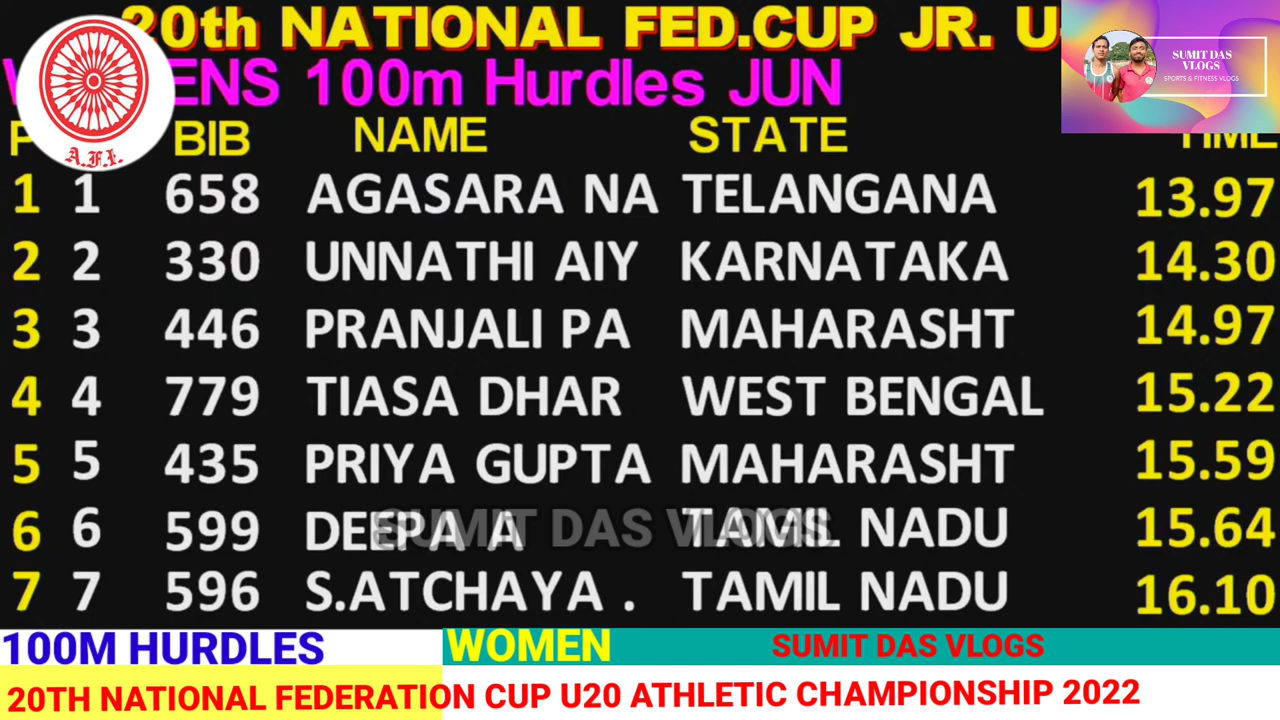 20th NATIONAL FED.CUP JR. U
ENS 100m Hurdles JUN
SUMIT DAS
VLOGS
SPORTS & FITNESS VLOGS
A.F.I.
P BIB NAME STATE TIME
1 1 658 AGASARA NA TELANGANA 13.97
2 2 330 UNNATHI AIY KARNATAKA 14.30
3 3 446 PRANJALI PA MAHARASHT 14.97
4 4 779 TIASA DHAR WEST BENGAL 15.22
5 5 435 PRIYA GUPTA MAHARASHT 15.59
6 6 599 DEEPA A TAMIL NADU 15.64
SUMIT DAS VLOGS
7 7 596 S.ATCHAYA . TAMIL NADU 16.10
100M HURDLES WOMEN SUMIT DAS VLOGS
20TH NATIONAL FEDERATION CUP U20 ATHLETIC CHAMPIONSHIP 2022